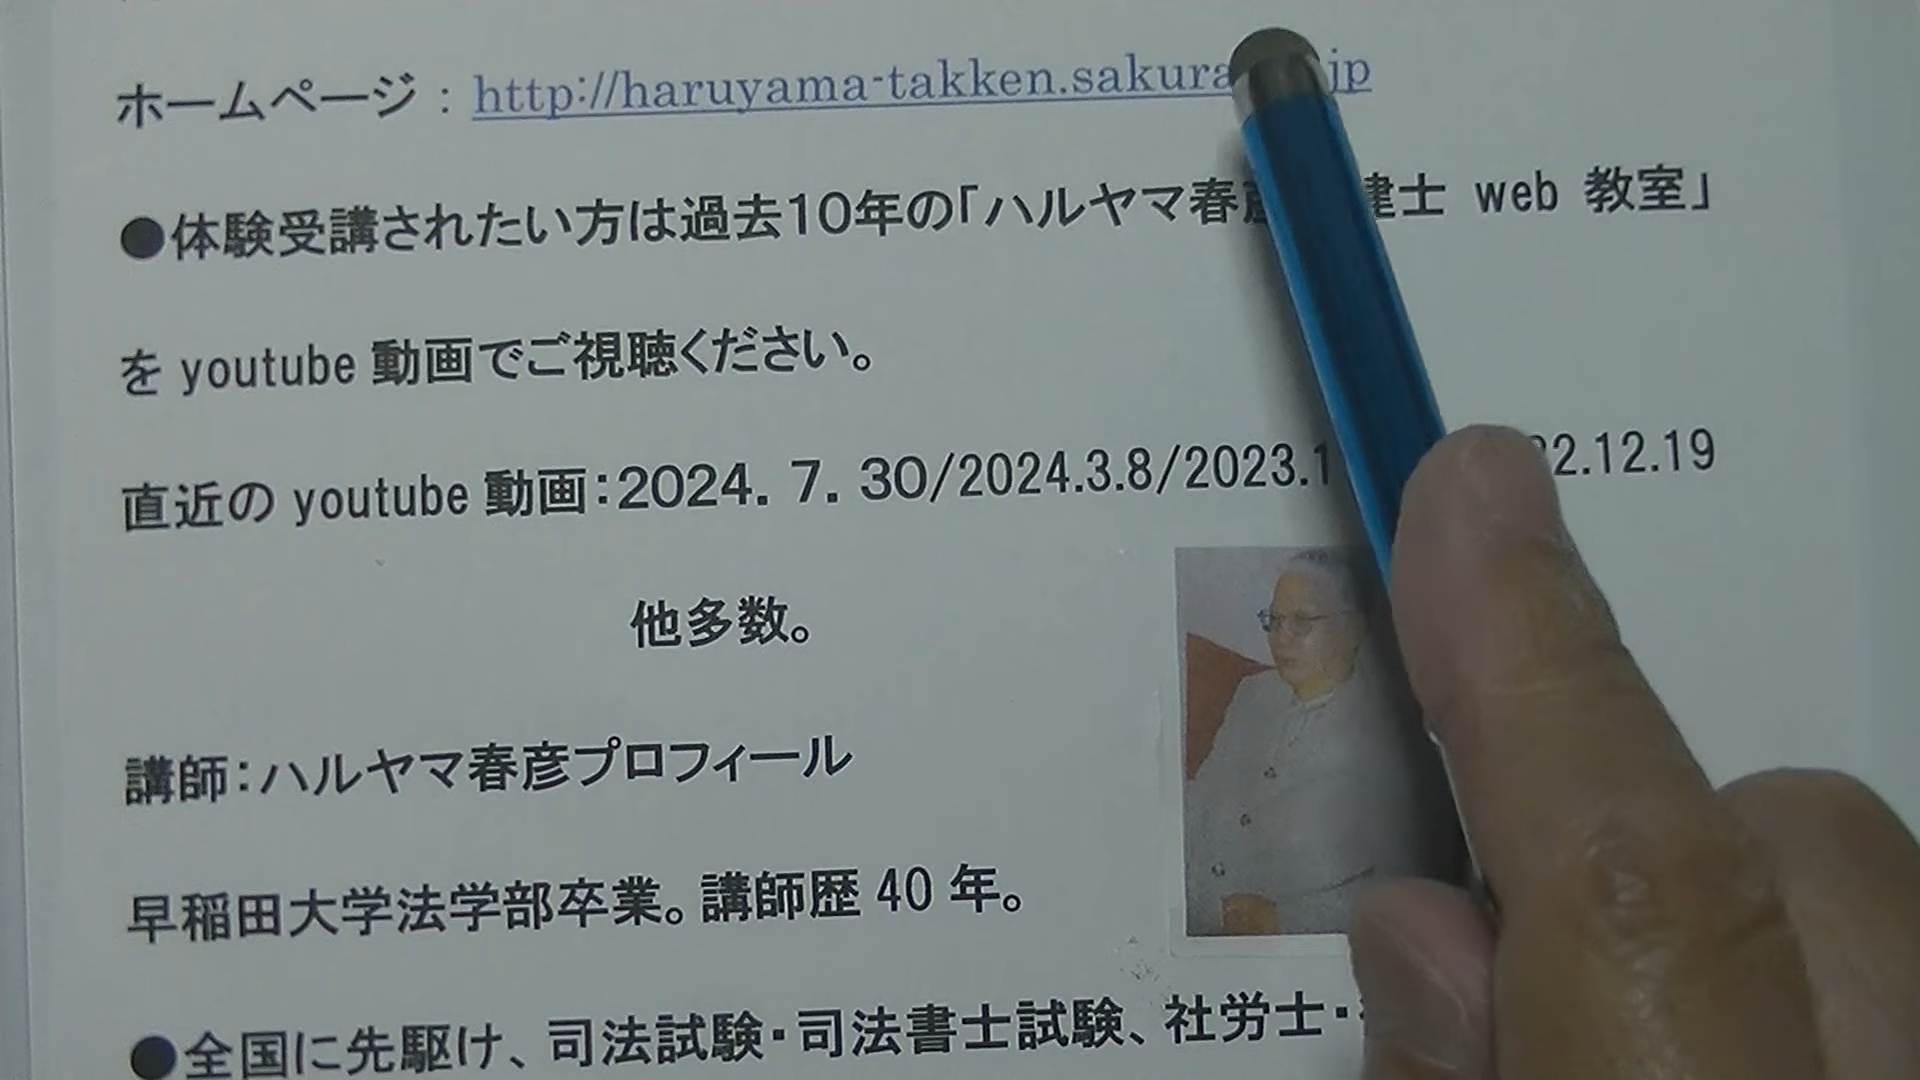 ホームページ：http://haruyama-takken.sakura jp
●体験受講されたい方は過去10年の「ハルヤマ春 建士 web 教室」
を youtube 動画でご視聴ください。
直近の youtube 動画：2024. 7. 30/2024.3.8/2023.1 2.12.19
他多数。
講師：ハルヤマ春彦プロフィール
早稲田大学法学部卒業。講師歴 40 年。
●全国に先駆け、司法試験・司法書士試験、社労士・